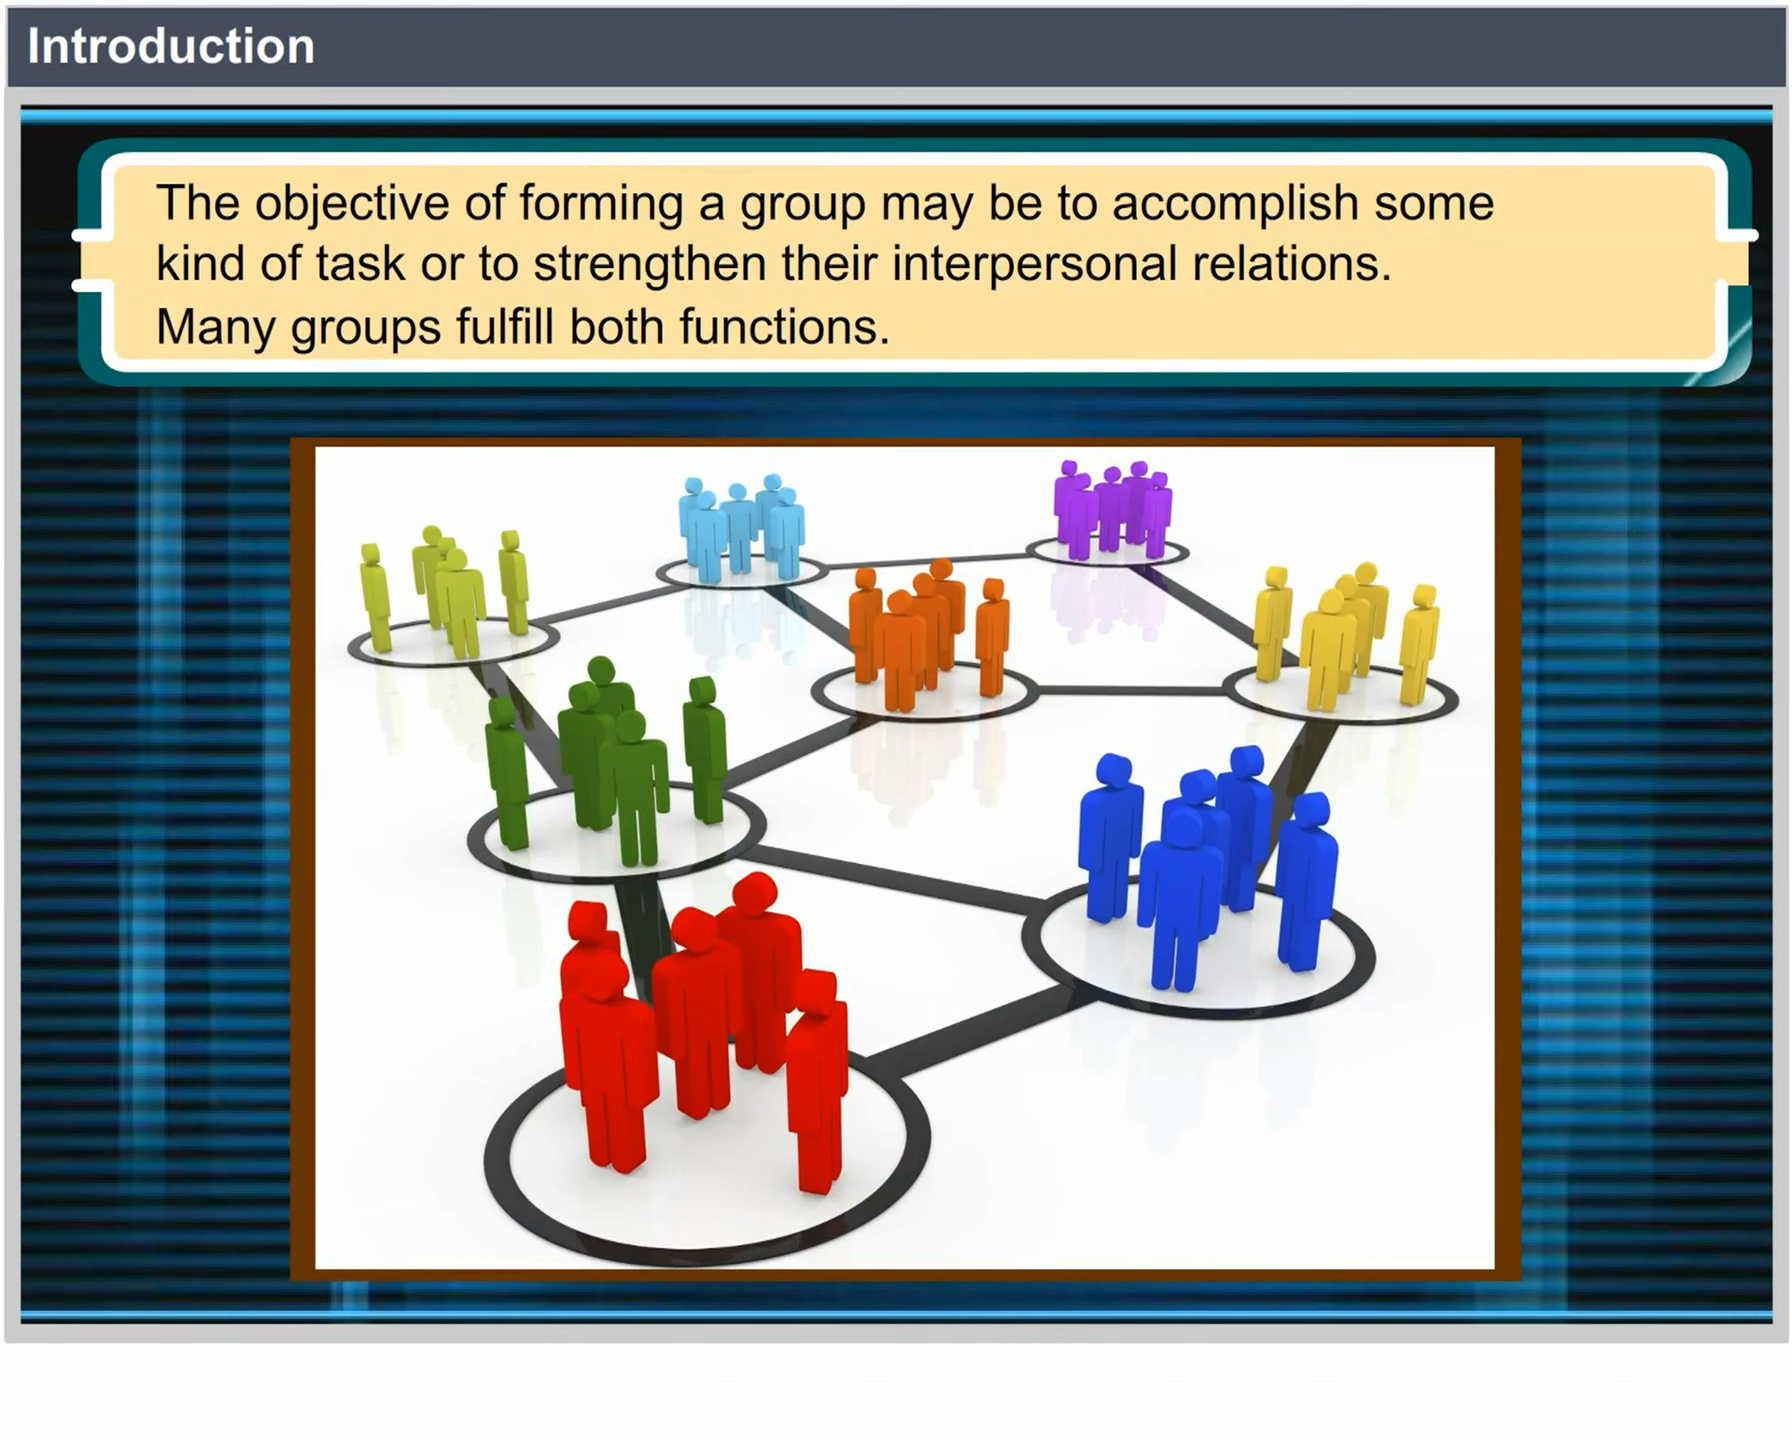 Introduction
The objective of forming a group may be to accomplish some
kind of task or to strengthen their interpersonal relations.
Many groups fulfill both functions.